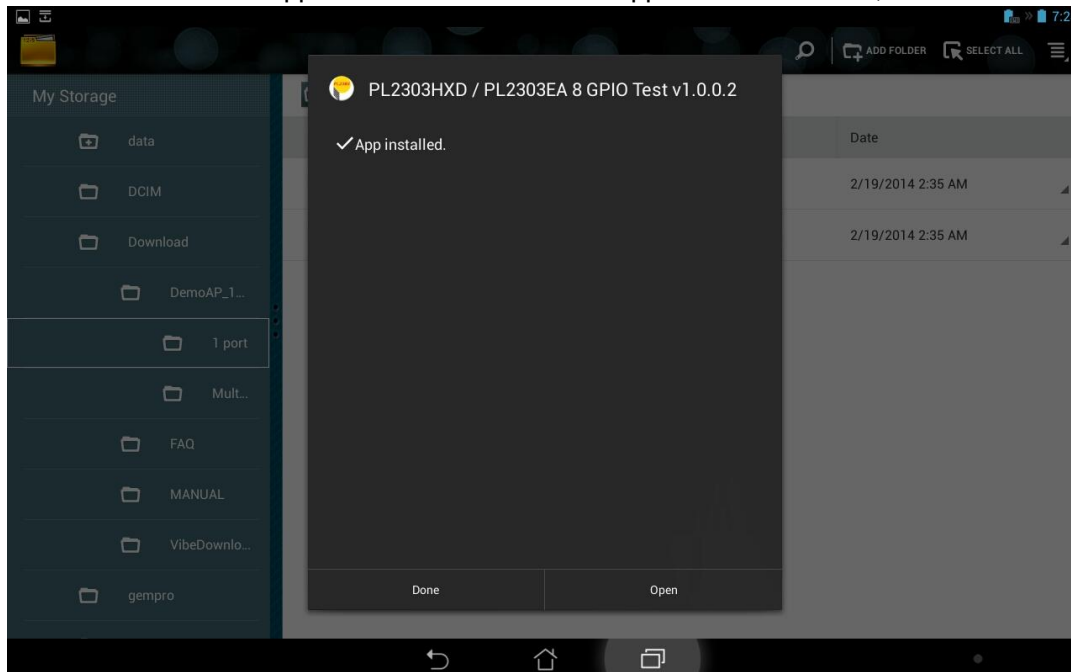 7:2
ADD FOLDER
SELECT ALL
My Storage
PL2303HXD / PL2303EA 8 GPIO Test v1.0.0.2
data
App installed.
Date
DCIM
2/19/2014 2:35 AM
Download
2/19/2014 2:35 AM
DemoAP_1...
1 port
Mult...
FAQ
MANUAL
VibeDownlo...
gempro
Done
Open